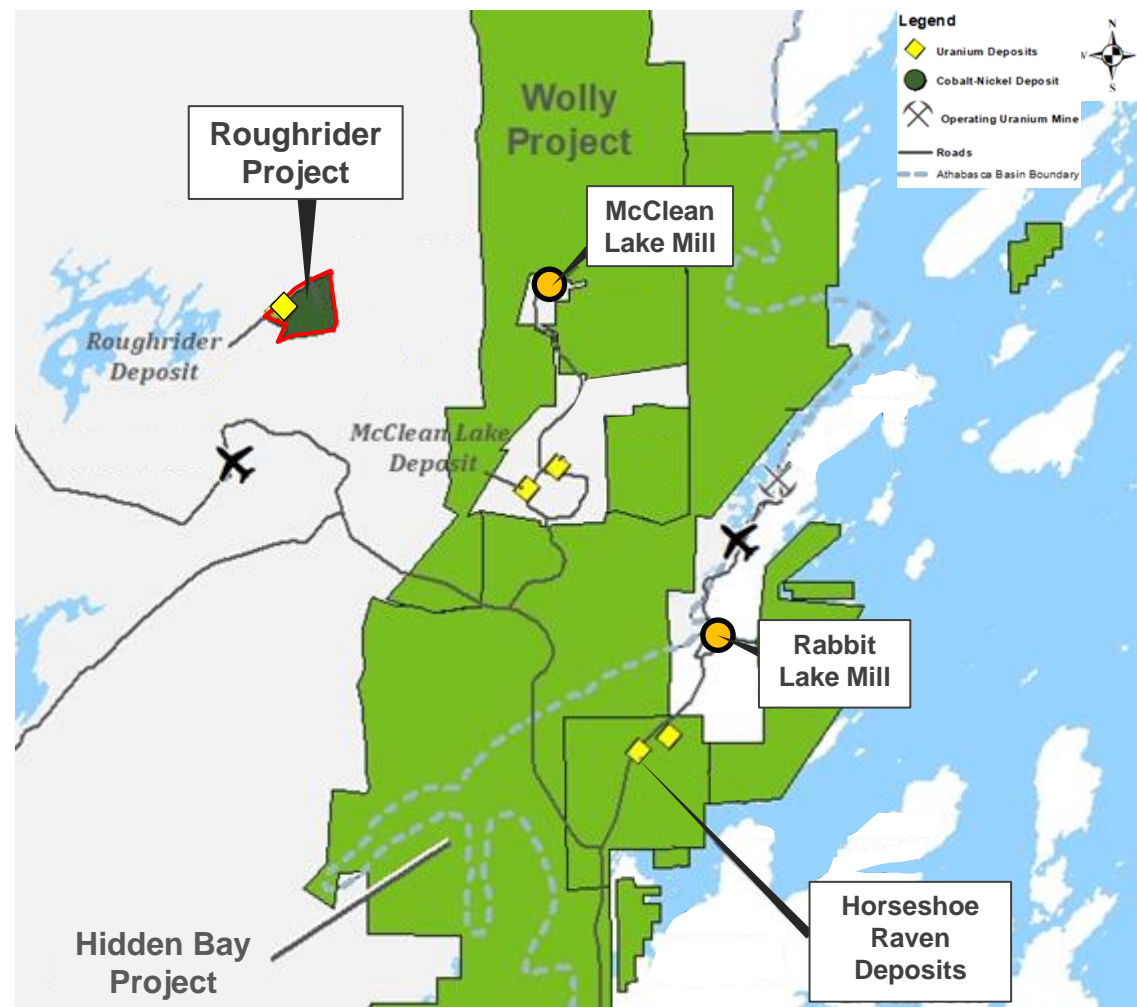 Legend
N
Uranium Deposits
S
Cobalt-Nickel Deposit
Operating Uranium Mine
Roads
Athabasca Basin Boundary
Wolly
Project
Roughrider
Project
McClean
Lake Mill
Roughrider
Deposit
McClean Lake
Deposit
Rabbit
Lake Mill
Horseshoe
Raven
Deposits
Hidden Bay
Project